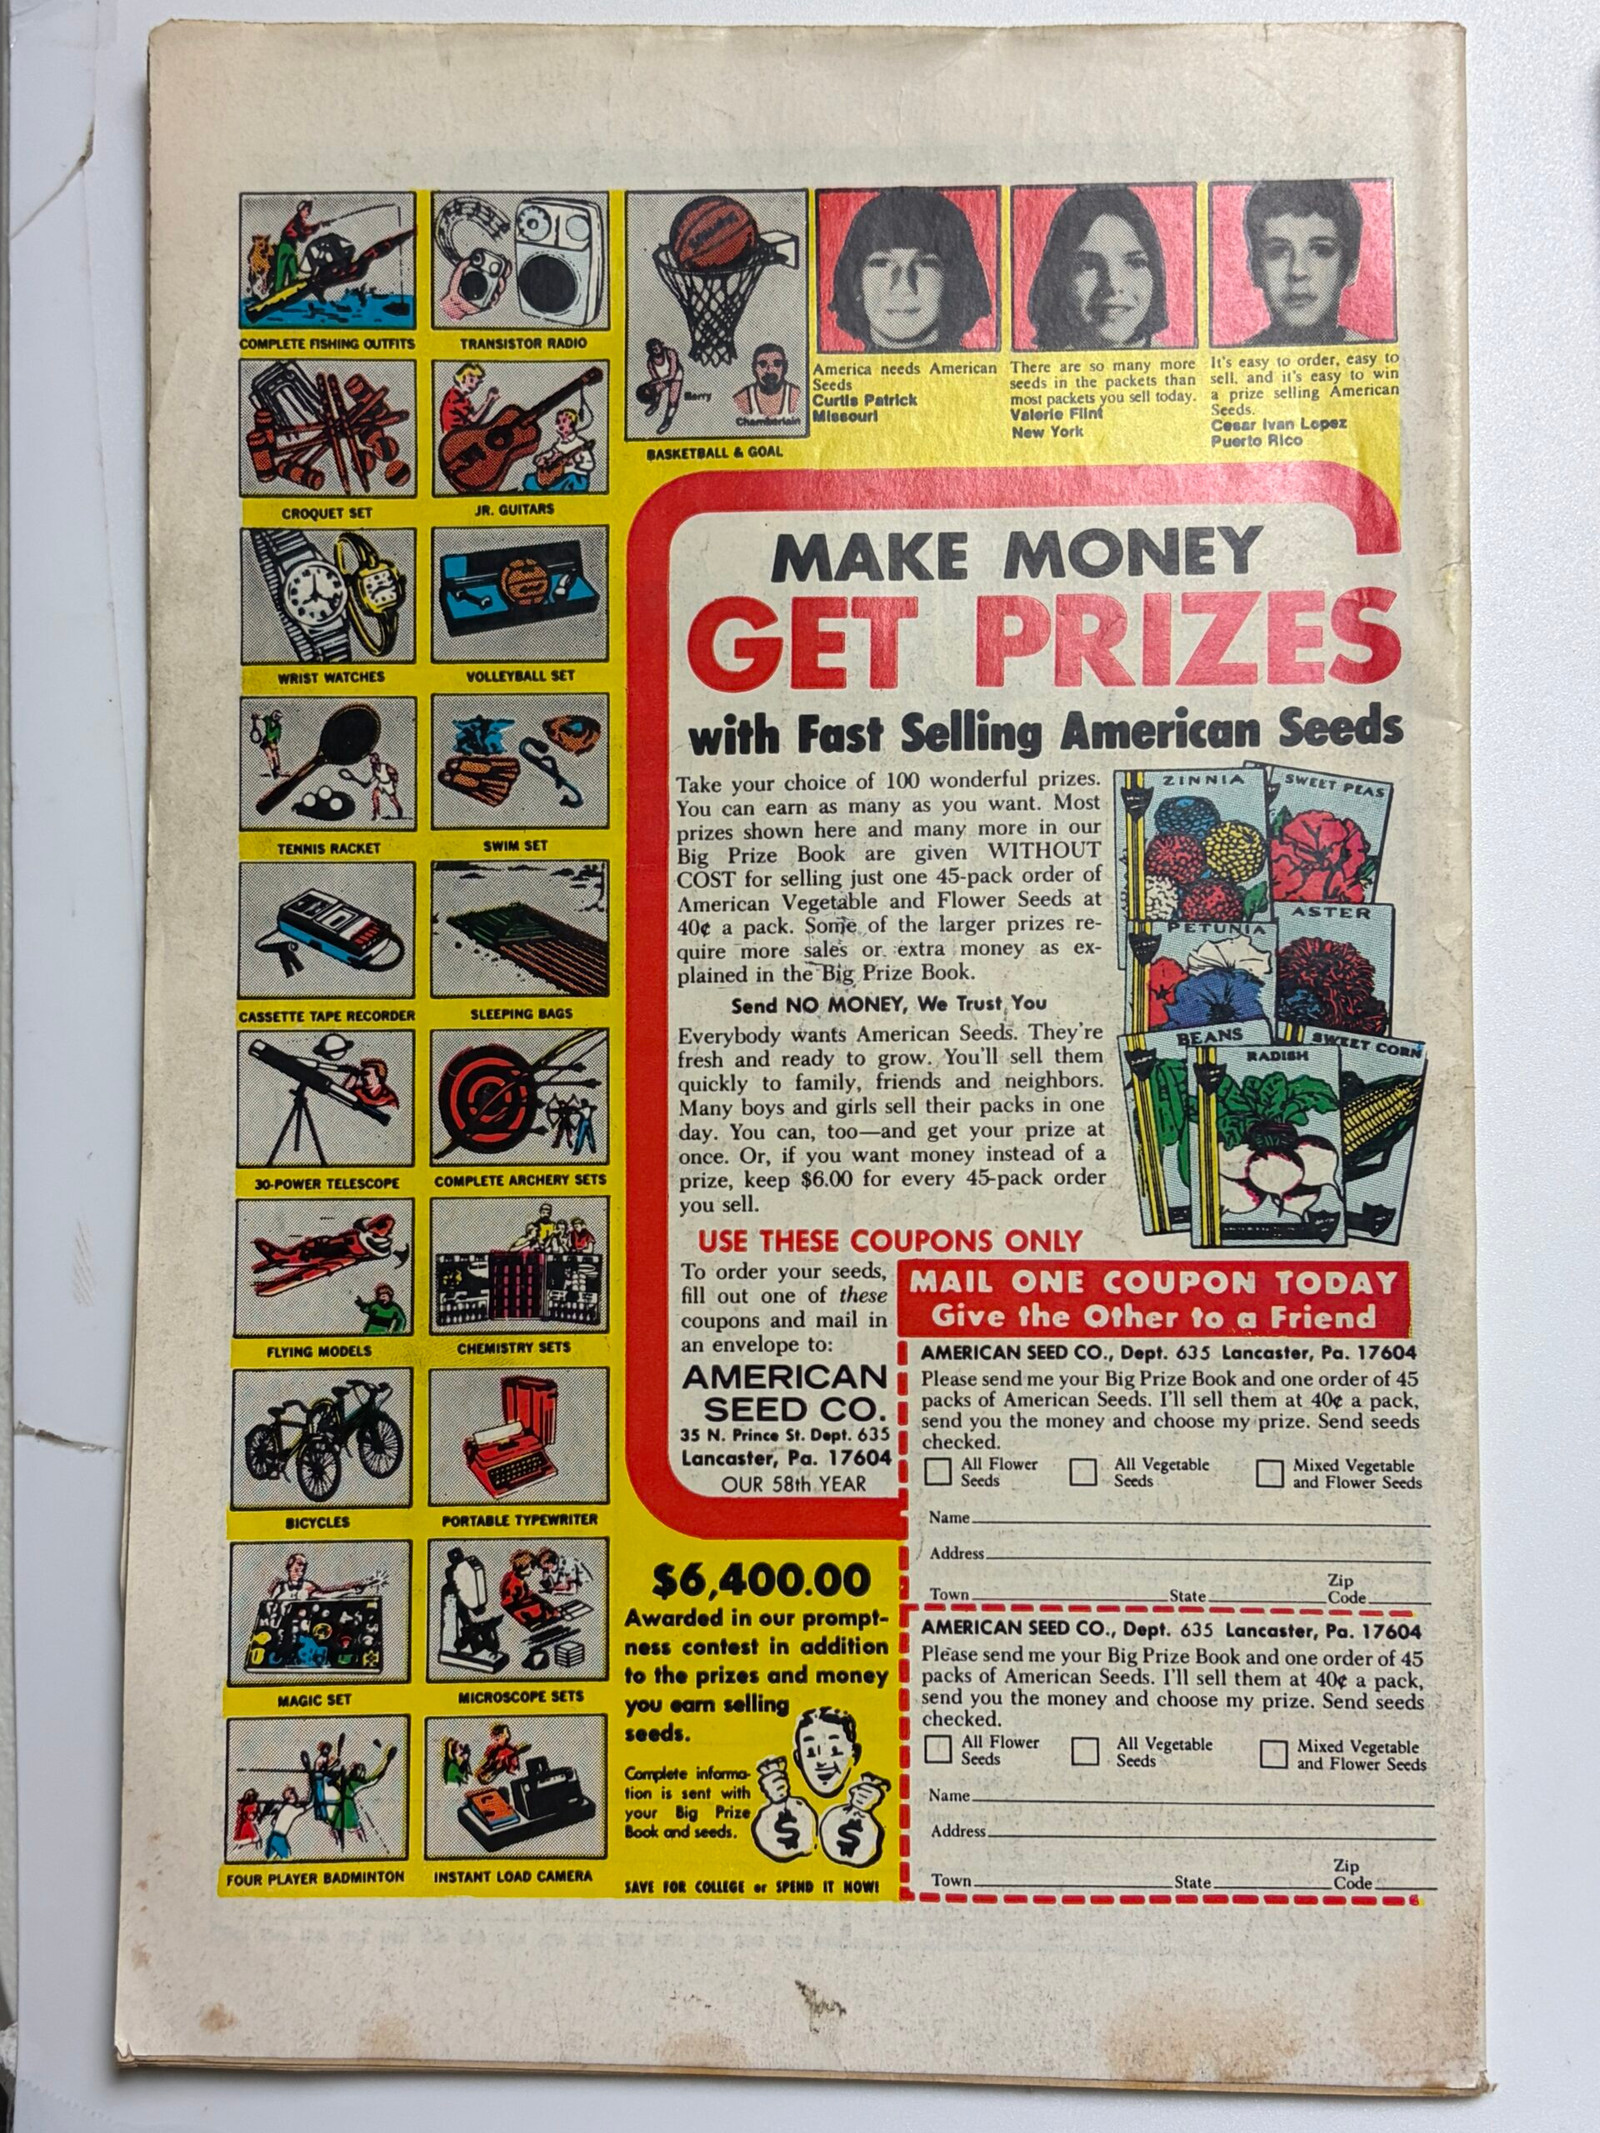 COMPLETE FISHING OUTFITS
TRANSISTOR RADIO
CROQUET SET
JR. GUITARS
WRIST WATCHES
VOLLEYBALL SET
TENNIS RACKET
SWIM SET
CASSETTE TAPE RECORDER
SLEEPING BAGS
30-POWER TELESCOPE
COMPLETE ARCHERY SETS
FLYING MODELS
CHEMISTRY SETS
BICYCLES
PORTABLE TYPEWRITER
MAGIC SET
MICROSCOPE SETS
FOUR PLAYER BADMINTON
INSTANT LOAD CAMERA
Barry
Chamberlain
BASKETBALL & GOAL
America needs American
Seeds
Curtis Patrick
Missouri
There are so many more
seeds in the packets than
most packets you sell today.
Valerie Flint
New York
It's easy to order, easy to
sell, and it's easy to win
a prize selling American
Seeds.
Cesar Ivan Lopez
Puerto Rico
MAKE MONEY
GET PRIZES
with Fast Selling American Seeds
Take your choice of 100 wonderful prizes.
You can earn as many as you want. Most
prizes shown here and many more in our
Big Prize Book are given WITHOUT
COST for selling just one 45-pack order of
American Vegetable and Flower Seeds at
40¢ a pack. Some of the larger prizes re-
quire more sales or extra money as ex-
plained in the Big Prize Book.
Send NO MONEY, We Trust You
Everybody wants American Seeds. They're
fresh and ready to grow. You'll sell them
quickly to family, friends and neighbors.
Many boys and girls sell their packs in one
day. You can, too—and get your prize at
once. Or, if you want money instead of a
prize, keep $6.00 for every 45-pack order
you sell.
ZINNIA
SWEET PEAS
PETUNIA
ASTER
BEANS
RADISH
SWEET CORN
USE THESE COUPONS ONLY
To order your seeds,
fill out one of these
coupons and mail in
an envelope to:
AMERICAN
SEED CO.
35 N. Prince St. Dept. 635
Lancaster, Pa. 17604
OUR 58th YEAR
MAIL ONE COUPON TODAY
Give the Other to a Friend
AMERICAN SEED CO., Dept. 635 Lancaster, Pa. 17604
Please send me your Big Prize Book and one order of 45
packs of American Seeds. I'll sell them at 40¢ a pack,
send you the money and choose my prize. Send seeds
checked.
All Flower
Seeds
All Vegetable
Seeds
Mixed Vegetable
and Flower Seeds
Name
Address
Town State Zip
Code
AMERICAN SEED CO., Dept. 635 Lancaster, Pa. 17604
Please send me your Big Prize Book and one order of 45
packs of American Seeds. I'll sell them at 40¢ a pack,
send you the money and choose my prize. Send seeds
checked.
All Flower
Seeds
All Vegetable
Seeds
Mixed Vegetable
and Flower Seeds
Name
Address
Town State Zip
Code
$6,400.00
Awarded in our prompt-
ness contest in addition
to the prizes and money
you earn selling
seeds.
Complete informa-
tion is sent with
your Big Prize
Book and seeds.
$ $
SAVE FOR COLLEGE or SPEND IT NOW!